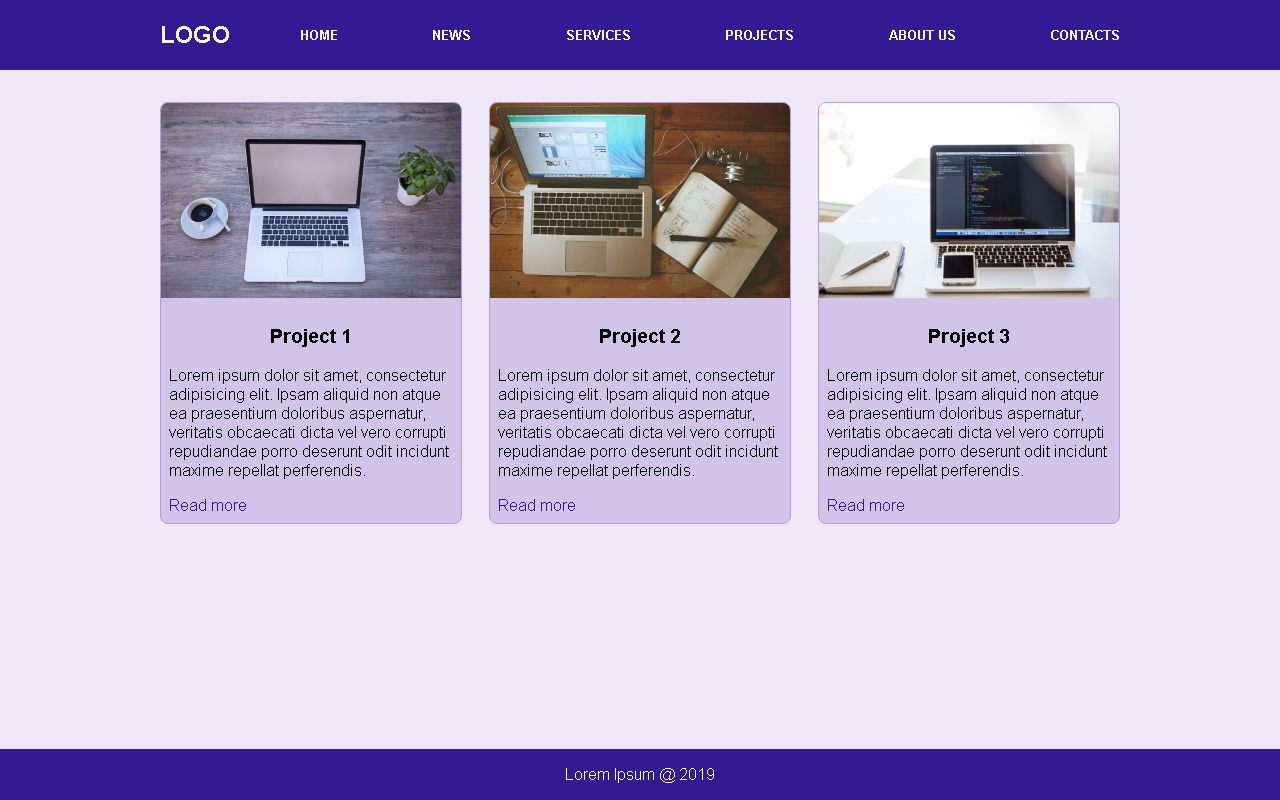 LOGO HOME NEWS SERVICES PROJECTS ABOUT US CONTACTS
Project 1
Lorem ipsum dolor sit amet, consectetur
adipisicing elit. Ipsam aliquid non atque
ea praesentium doloribus aspernatur,
veritatis obcaecati dicta vel vero corrupti
repudiandae porro deserunt odit incidunt
maxime repellat perferendis.
Read more
Project 2
Lorem ipsum dolor sit amet, consectetur
adipisicing elit. Ipsam aliquid non atque
ea praesentium doloribus aspernatur,
veritatis obcaecati dicta vel vero corrupti
repudiandae porro deserunt odit incidunt
maxime repellat perferendis.
Read more
Project 3
Lorem ipsum dolor sit amet, consectetur
adipisicing elit. Ipsam aliquid non atque
ea praesentium doloribus aspernatur,
veritatis obcaecati dicta vel vero corrupti
repudiandae porro deserunt odit incidunt
maxime repellat perferendis.
Read more
Lorem Ipsum @ 2019